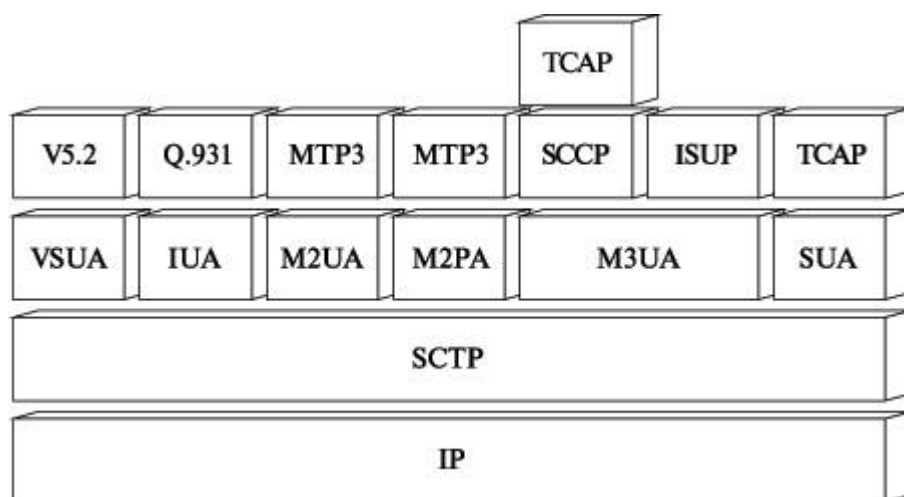 TCAP
V5.2 Q.931 MTP3 MTP3 SCCP ISUP TCAP
VSUA IUA M2UA M2PA M3UA SUA
SCTP
IP